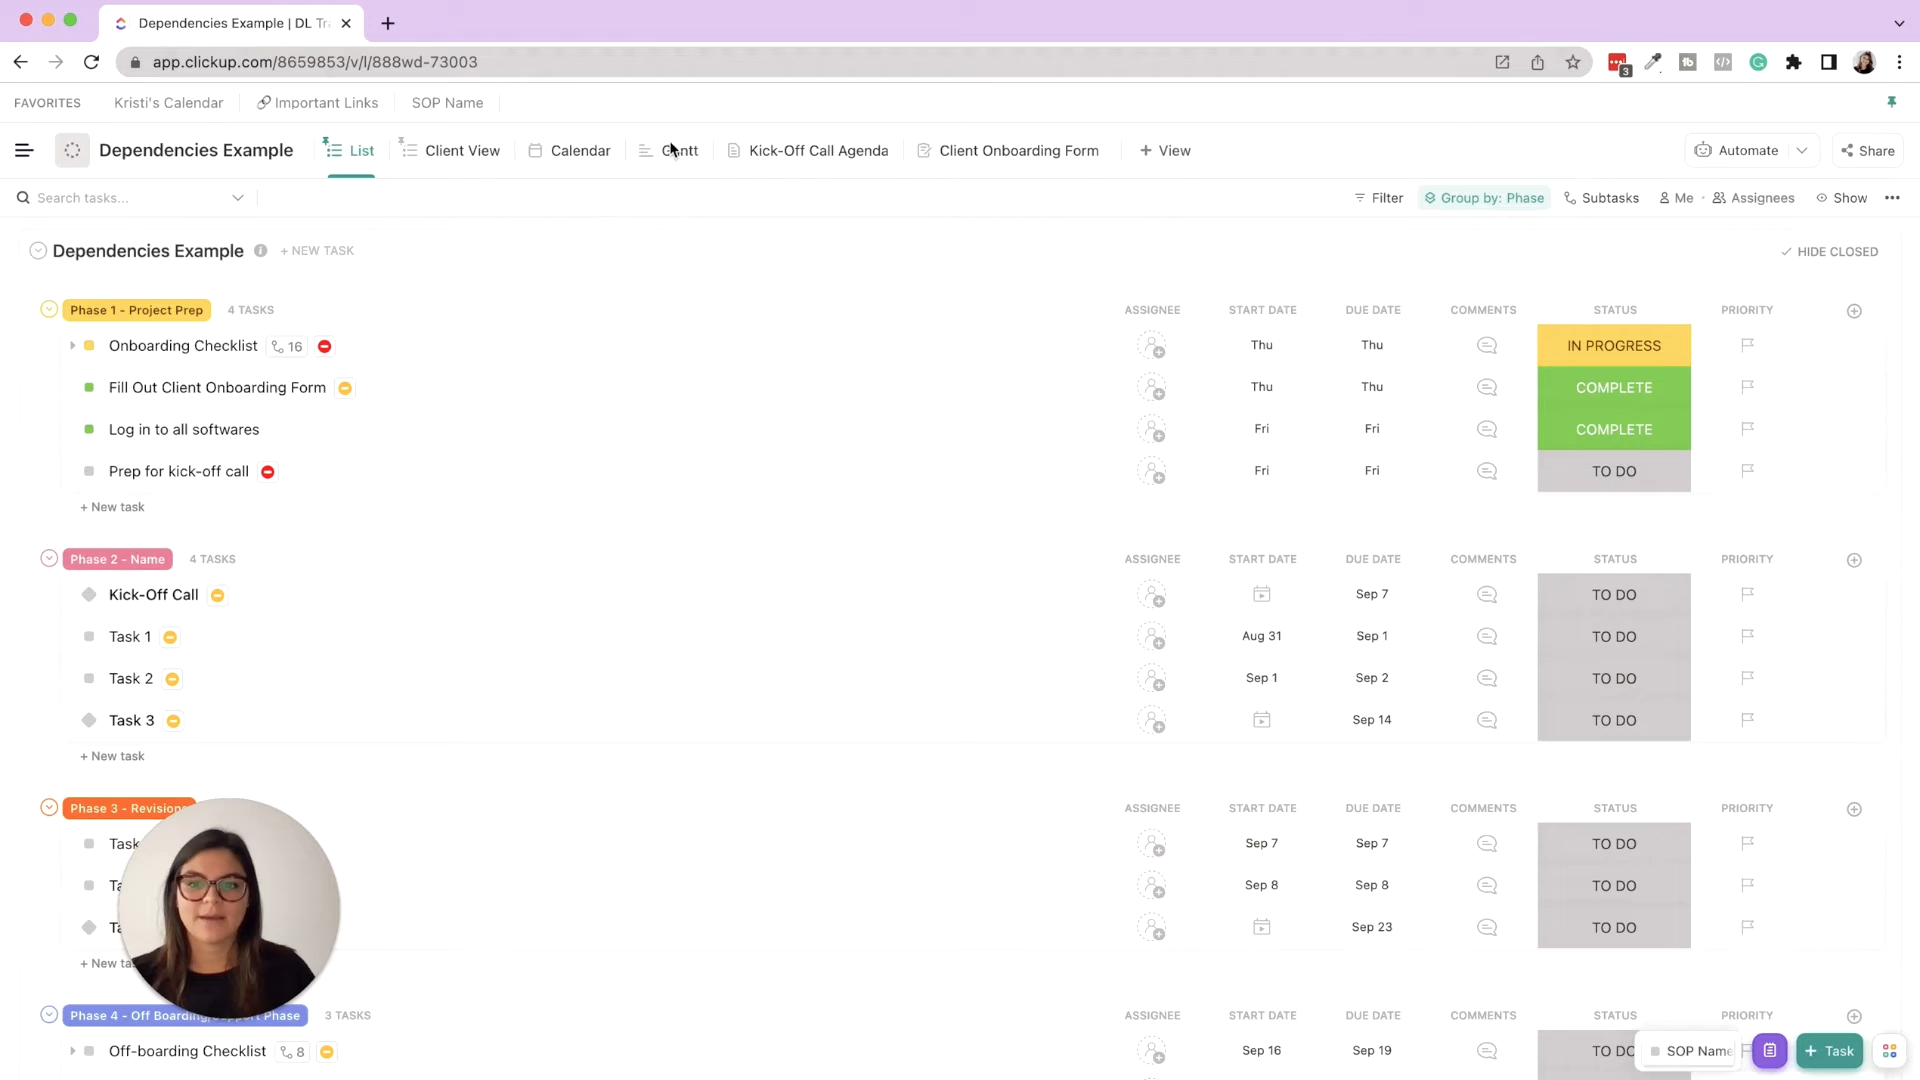 Dependencies Example | DL Tra
app.clickup.com/8659853/v/l/888wd-73003
3
FAVORITES Kristi's Calendar Important Links SOP Name
Dependencies Example List Client View Calendar Gantt Kick-Off Call Agenda Client Onboarding Form + View Automate Share
Search tasks... Filter Group by: Phase Subtasks Me Assignees Show
Dependencies Example + NEW TASK HIDE CLOSED
Phase 1 - Project Prep 4 TASKS ASSIGNEE START DATE DUE DATE COMMENTS STATUS PRIORITY
Onboarding Checklist 16 Thu Thu IN PROGRESS
Fill Out Client Onboarding Form Thu Thu COMPLETE
Log in to all softwares Fri Fri COMPLETE
Prep for kick-off call Fri Fri TO DO
+ New task
Phase 2 - Name 4 TASKS ASSIGNEE START DATE DUE DATE COMMENTS STATUS PRIORITY
Kick-Off Call Sep 7 TO DO
Task 1 Aug 31 Sep 1 TO DO
Task 2 Sep 1 Sep 2 TO DO
Task 3 Sep 14 TO DO
+ New task
Phase 3 - Revisions ASSIGNEE START DATE DUE DATE COMMENTS STATUS PRIORITY
Task Sep 7 Sep 7 TO DO
Ta Sep 8 Sep 8 TO DO
Ta Sep 23 TO DO
+ New tas
Phase 4 - Off Boarding/Support Phase 3 TASKS ASSIGNEE START DATE DUE DATE COMMENTS STATUS PRIORITY
Off-boarding Checklist 8 Sep 16 Sep 19 TO DO SOP Name + Task